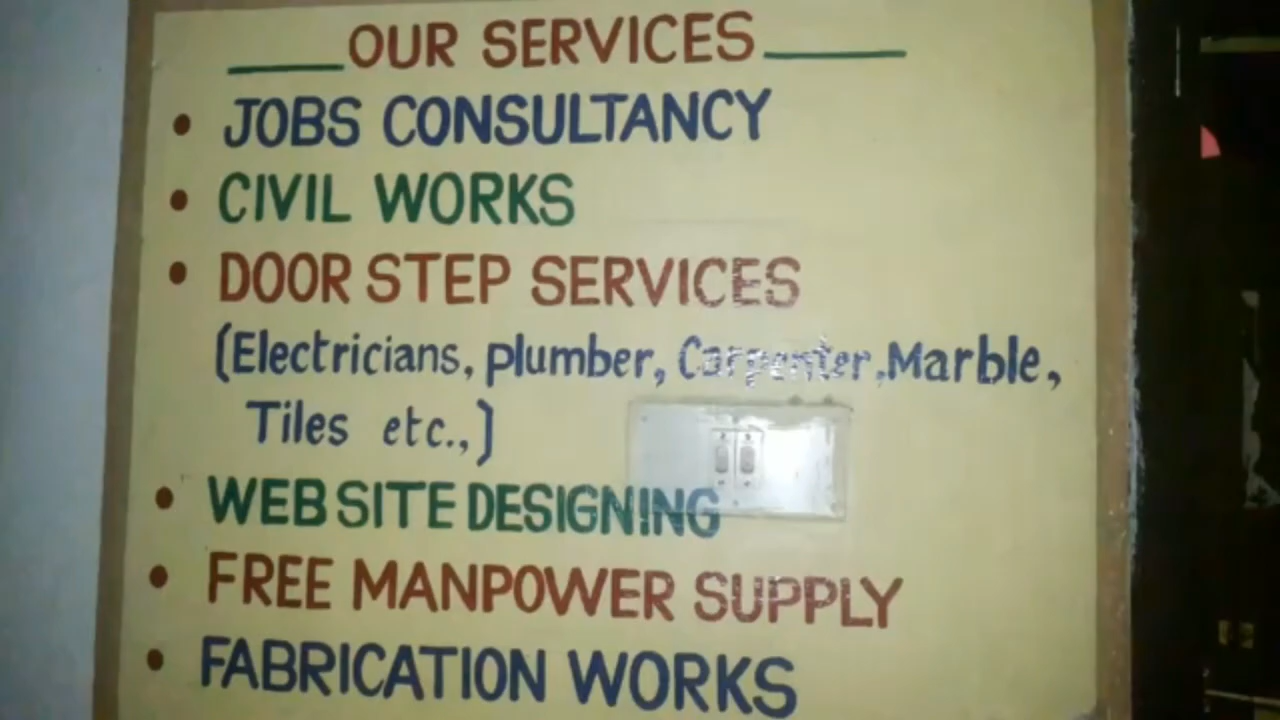 OUR SERVICES
• JOBS CONSULTANCY
• CIVIL WORKS
• DOOR STEP SERVICES
(Electricians, plumber, Carpenter, Marble,
Tiles etc.,)
• WEB SITE DESIGNING
• FREE MANPOWER SUPPLY
• FABRICATION WORKS